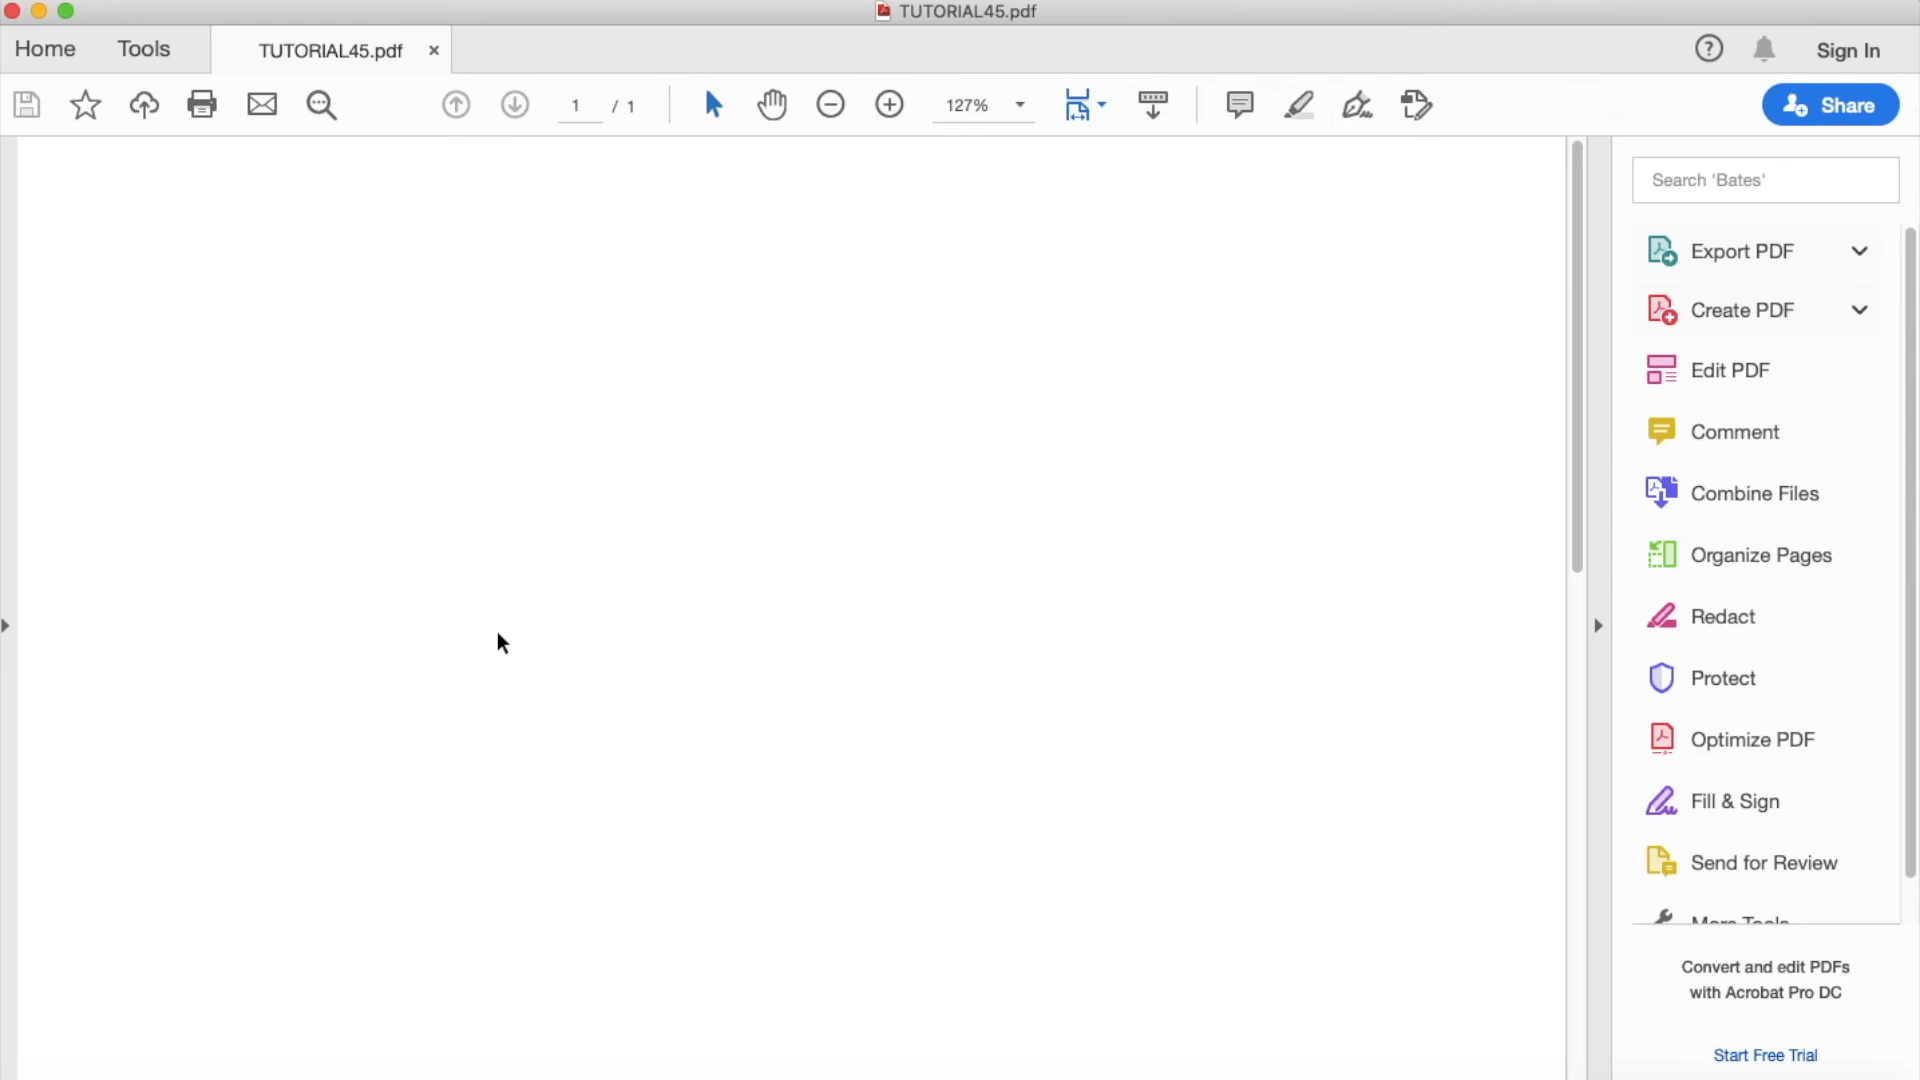 TUTORIAL45.pdf
Home Tools TUTORIAL45.pdf × Sign In
1 / 1 127% Share
Search 'Bates'
Export PDF
Create PDF
Edit PDF
Comment
Combine Files
Organize Pages
Redact
Protect
Optimize PDF
Fill & Sign
Send for Review
More Tools
Convert and edit PDFs
with Acrobat Pro DC
Start Free Trial